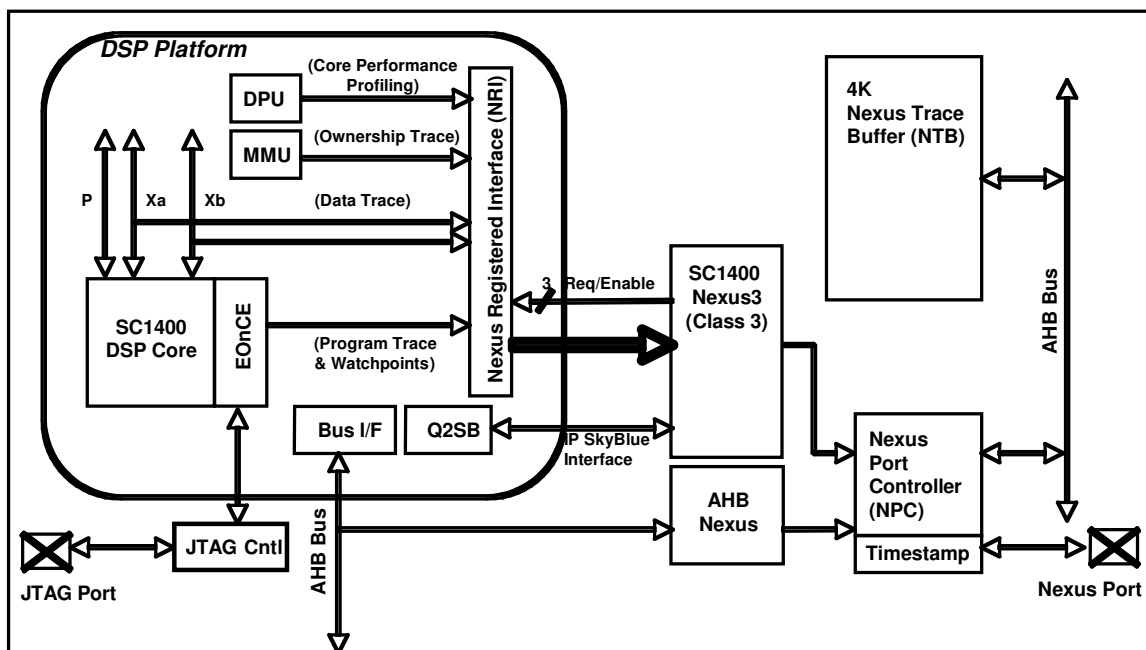 DSP Platform
(Core Performance
Profiling)
DPU
(Ownership Trace)
MMU
P
Xa
Xb
(Data Trace)
Nexus Registered Interface (NRI)
SC1400
DSP Core
EOnCE
(Program Trace
& Watchpoints)
3
Req/Enable
SC1400
Nexus3
(Class 3)
4K
Nexus Trace
Buffer (NTB)
AHB Bus
Bus I/F
Q2SB
IP SkyBlue
Interface
Nexus
Port
Controller
(NPC)
Timestamp
AHB
Nexus
AHB Bus
JTAG Cntl
JTAG Port
Nexus Port